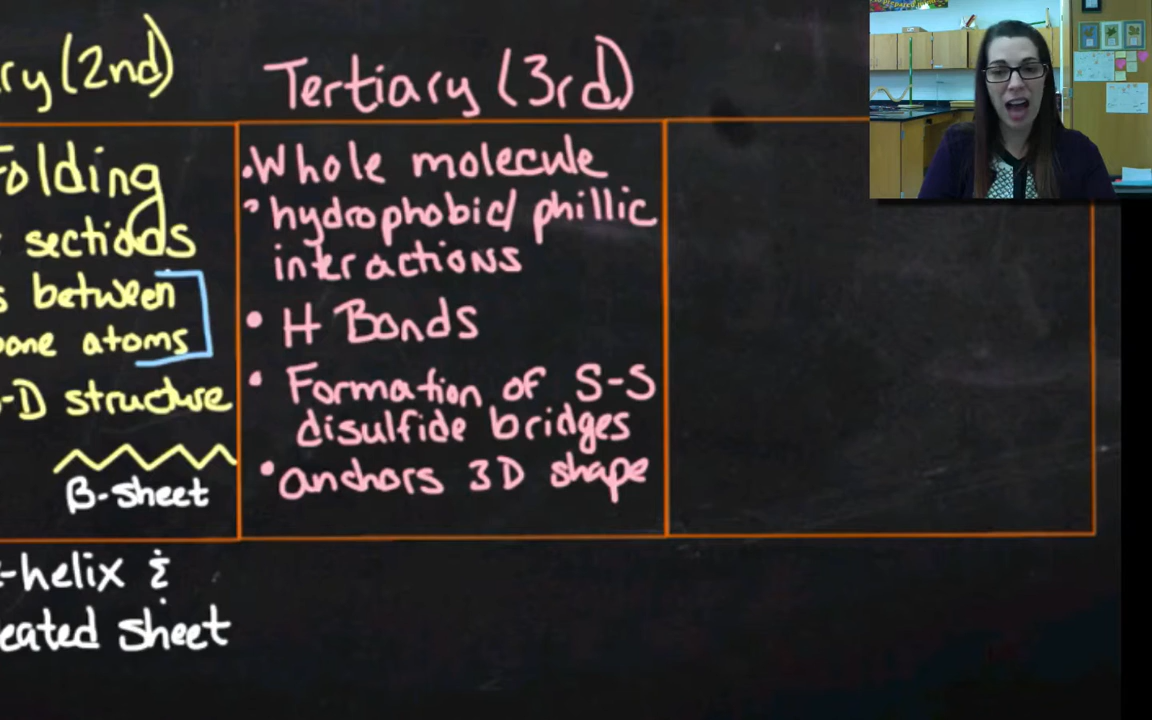 ry (2nd)
Tertiary (3rd)
Folding
sections
s between
bone atoms
-D structure
β-sheet
-helix &
eated sheet
• Whole molecule
• hydrophobic/phillic
interactions
• H Bonds
• Formation of S-S
disulfide bridges
• anchors 3D shape